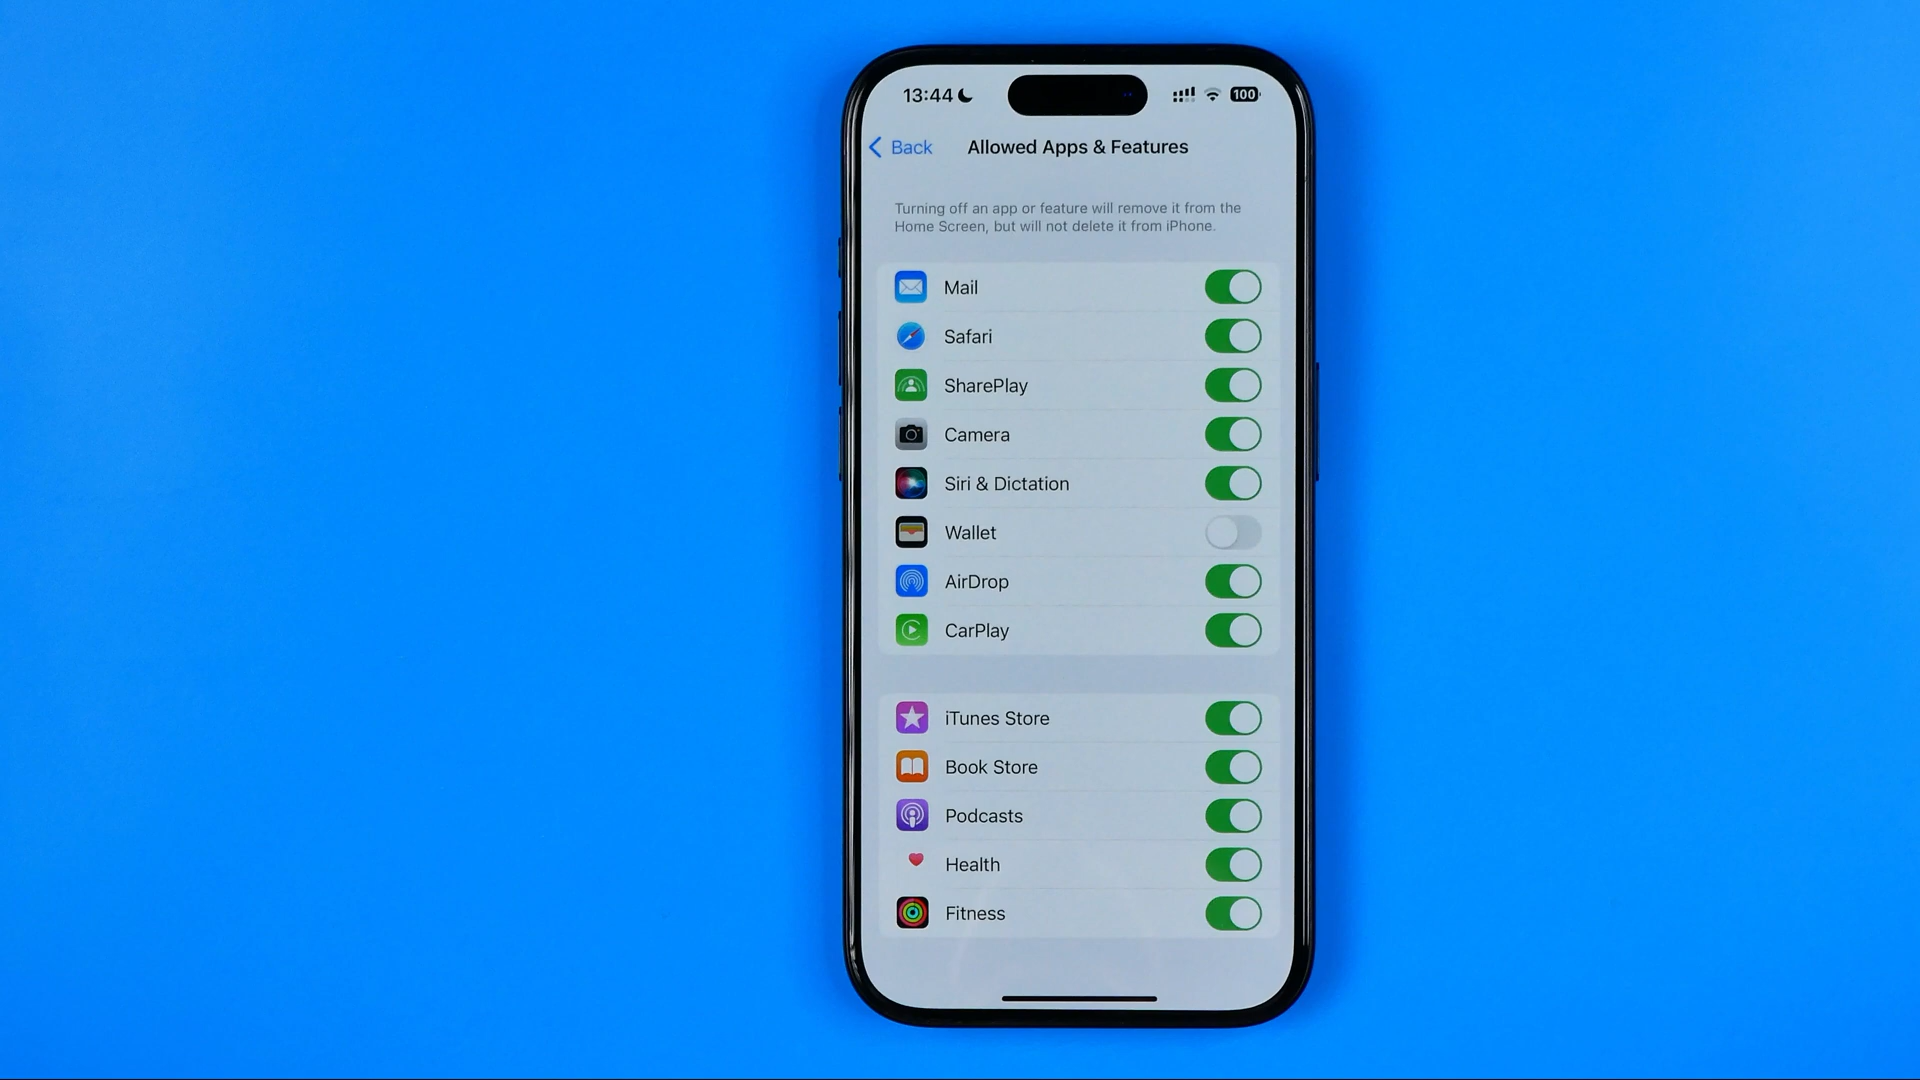 13:44
100
Back
Allowed Apps & Features
Turning off an app or feature will remove it from the
Home Screen, but will not delete it from iPhone.
Mail
Safari
SharePlay
Camera
Siri & Dictation
Wallet
AirDrop
CarPlay
iTunes Store
Book Store
Podcasts
Health
Fitness